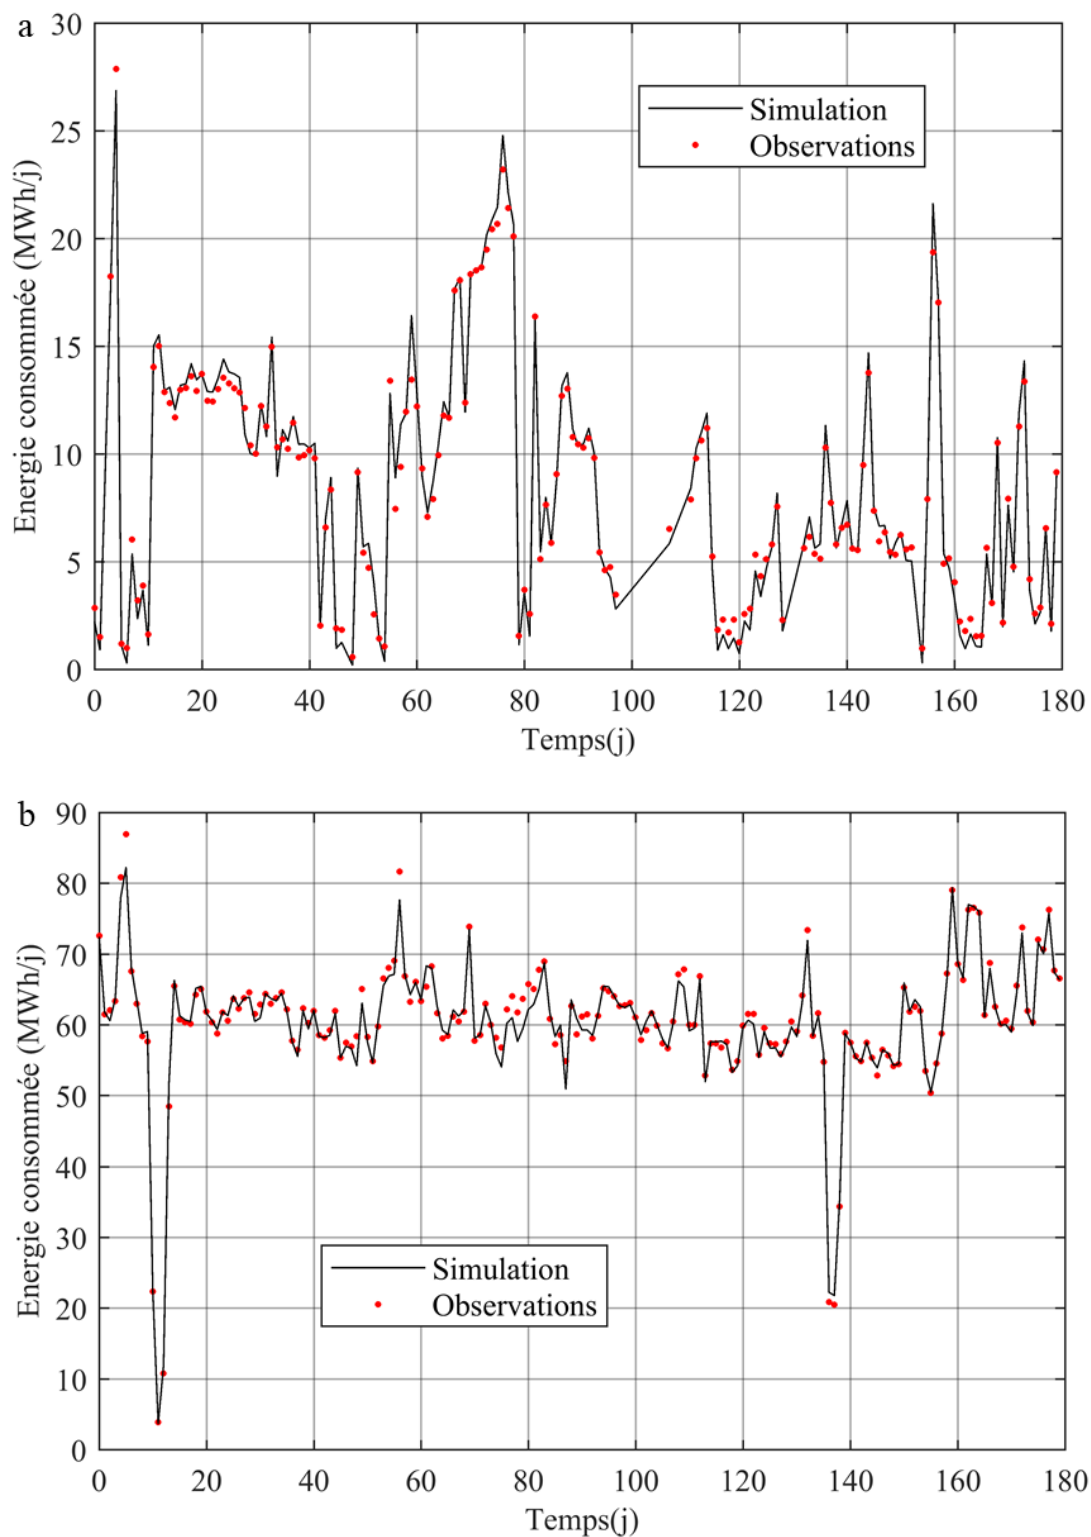 a
30
25
20
15
10
5
0
Energie consommée (MWh/j)
Simulation
Observations
0 20 40 60 80 100 120 140 160 180
Temps(j)
b
90
80
70
60
50
40
30
20
10
0
Energie consommée (MWh/j)
Simulation
Observations
0 20 40 60 80 100 120 140 160 180
Temps(j)